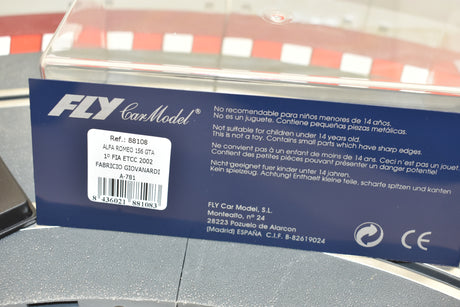 FLY CarModel®
Ref.: 88108
ALFA ROMEO 156 GTA
1º FIA ETCC 2002
FABRICIO GIOVANARDI
A-781
8 436021 881083
No recomendable para niños menores de 14 años.
No es un juguete. Contiene pequeñas piezas metálicas.
Not suitable for children under 14 years old.
This is not a toy. Contains small parts which have sharp edges.
Ne convient pas à un enfant de moins de 14 ans. Ceci n'est pas un jouet.
Contient des petites pièces pouvant présenter un danger.
Nicht geeignet fuer kinder unter 14 jahren.
Kein spielzeug. Achtung! Enthaelt kleine teile, scharfe spitzen und kanten.
FLY Car Model, S.L.
Montealto, nº 24
28223 Pozuelo de Alarcon
(Madrid) ESPAÑA C.I.F. B-82619024
CE